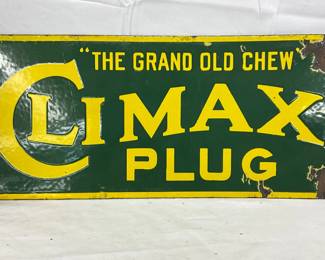 "THE GRAND OLD CHEW"
CLIMAX
PLUG